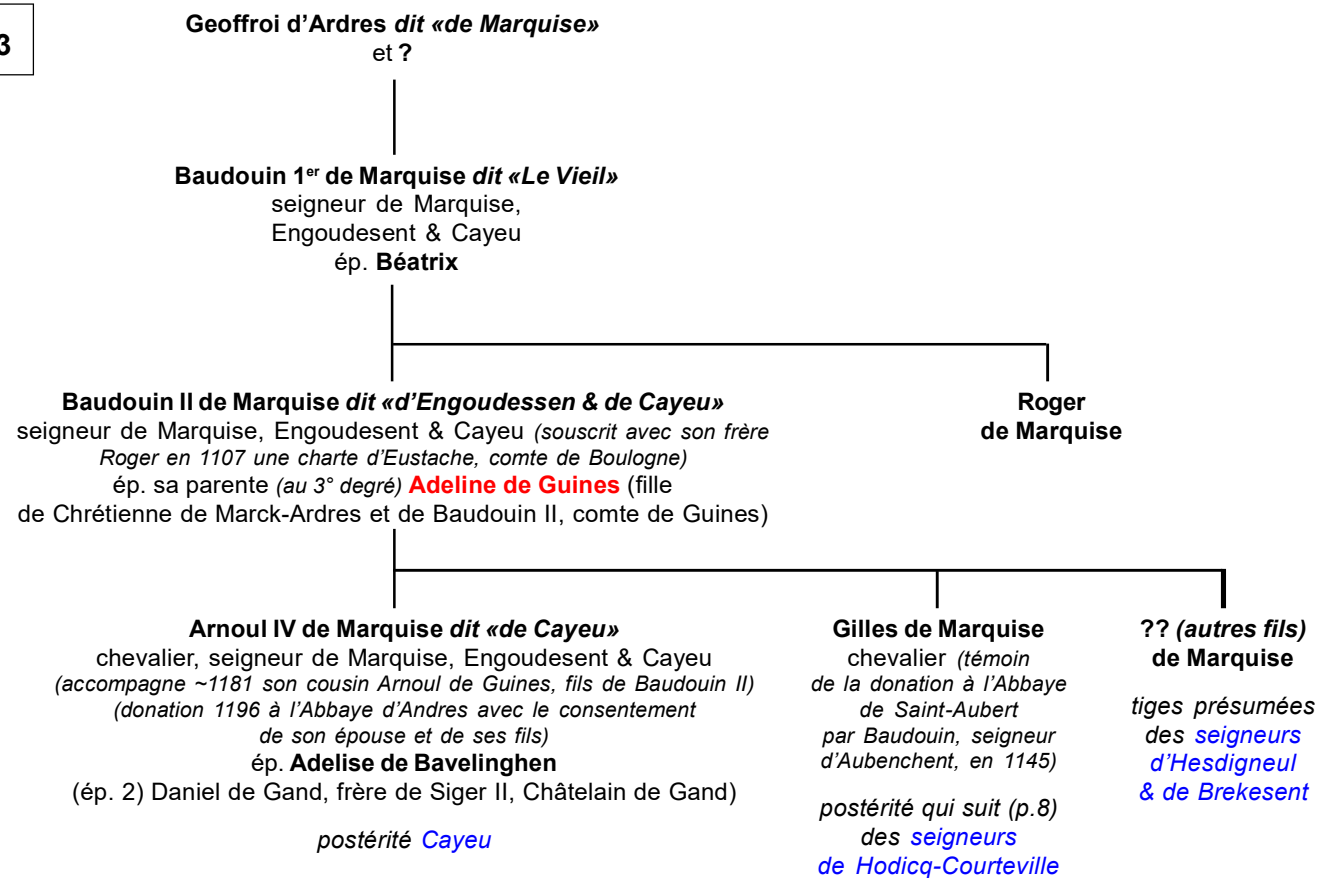 3
Geoffroi d’Ardres dit «de Marquise»
et ?
Baudouin 1er de Marquise dit «Le Vieil»
seigneur de Marquise,
Engoudesent & Cayeu
ép. Béatrix
Baudouin II de Marquise dit «d’Engoudessen & de Cayeu»
seigneur de Marquise, Engoudesent & Cayeu (souscrit avec son frère
Roger en 1107 une charte d’Eustache, comte de Boulogne)
ép. sa parente (au 3° degré) Adeline de Guines (fille
de Chrétienne de Marck-Ardres et de Baudouin II, comte de Guines)
Roger
de Marquise
Arnoul IV de Marquise dit «de Cayeu»
chevalier, seigneur de Marquise, Engoudesent & Cayeu
(accompagne ~1181 son cousin Arnoul de Guines, fils de Baudouin II)
(donation 1196 à l’Abbaye d’Andres avec le consentement
de son épouse et de ses fils)
ép. Adelise de Bavelinghen
(ép. 2) Daniel de Gand, frère de Siger II, Châtelain de Gand)
postérité Cayeu
Gilles de Marquise
chevalier (témoin
de la donation à l’Abbaye
de Saint-Aubert
par Baudouin, seigneur
d’Aubenchent, en 1145)
postérité qui suit (p.8)
des seigneurs
de Hodicq-Courteville
?? (autres fils)
de Marquise
tiges présumées
des seigneurs
d’Hesdigneul
& de Brekesent